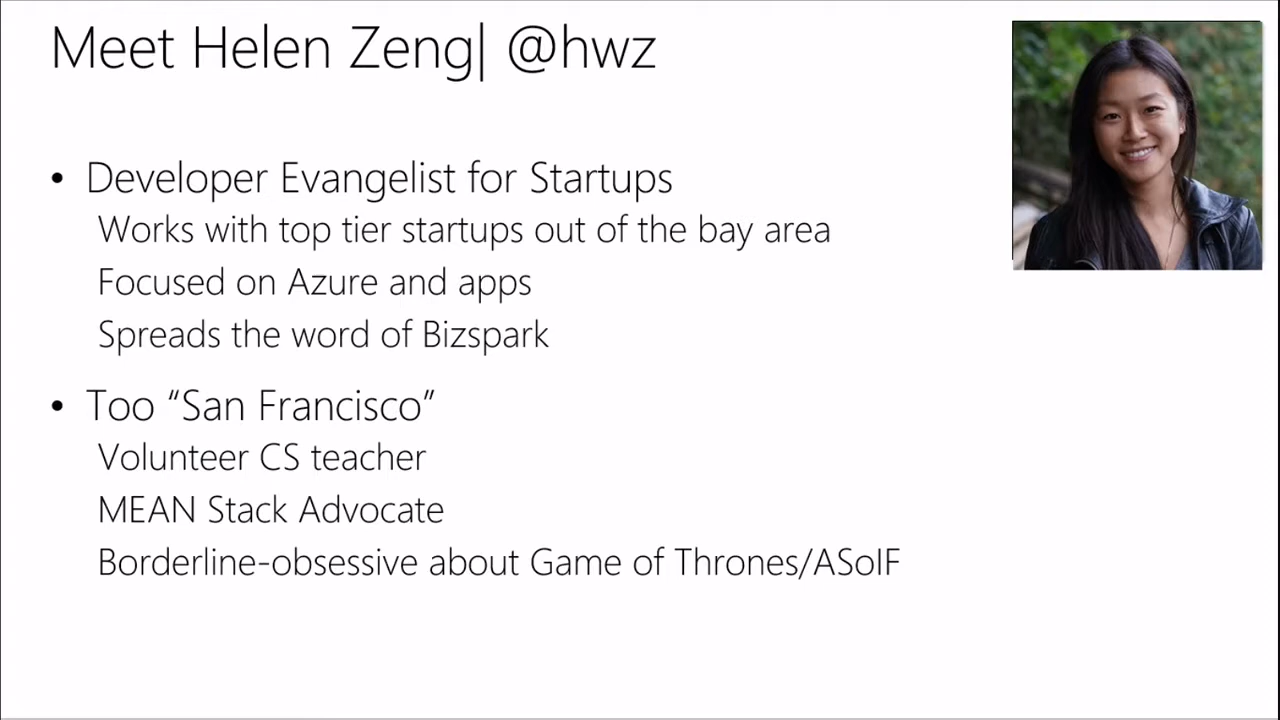 Meet Helen Zeng| @hwz
• Developer Evangelist for Startups
Works with top tier startups out of the bay area
Focused on Azure and apps
Spreads the word of Bizspark
• Too “San Francisco”
Volunteer CS teacher
MEAN Stack Advocate
Borderline-obsessive about Game of Thrones/ASoIF